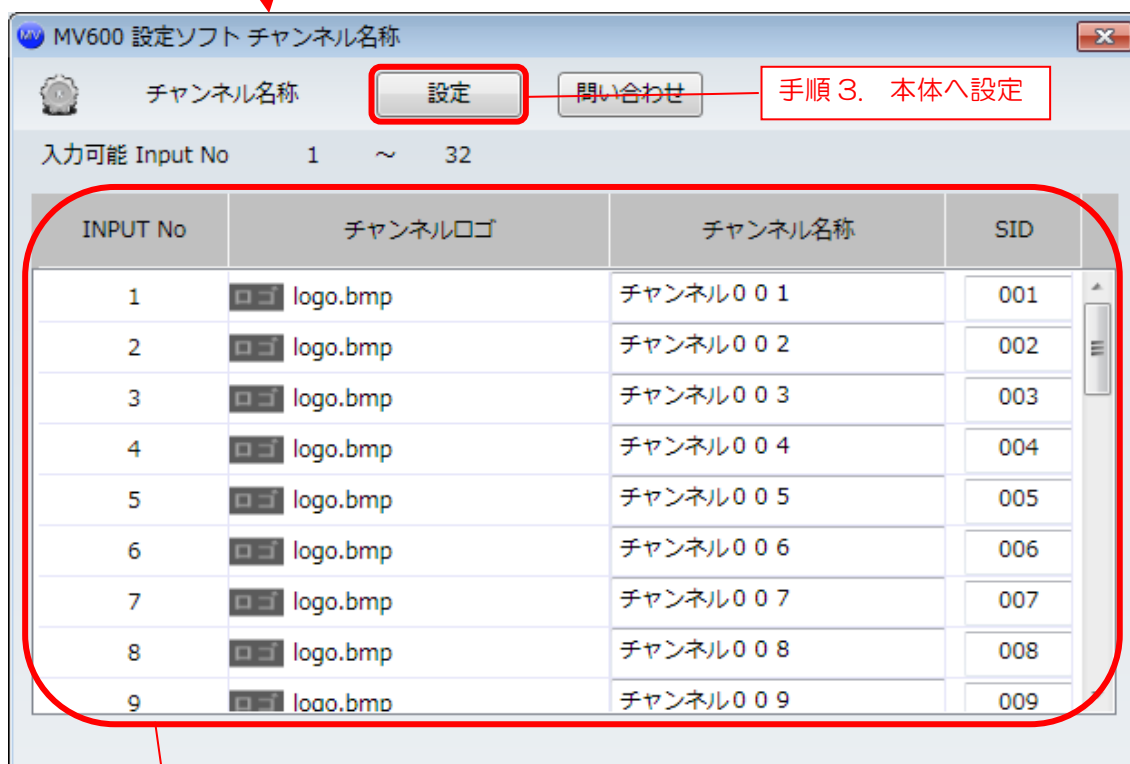 MV MV600 設定ソフト チャンネル名称
チャンネル名称 設定 問い合わせ 手順3. 本体へ設定
入力可能 Input No 1 ～ 32
INPUT No チャンネルロゴ チャンネル名称 SID
1 ロゴ logo.bmp チャンネル００１ 001
2 ロゴ logo.bmp チャンネル００２ 002
3 ロゴ logo.bmp チャンネル００３ 003
4 ロゴ logo.bmp チャンネル００４ 004
5 ロゴ logo.bmp チャンネル００５ 005
6 ロゴ logo.bmp チャンネル００６ 006
7 ロゴ logo.bmp チャンネル００７ 007
8 ロゴ logo.bmp チャンネル００８ 008
9 ロゴ logo.bmp チャンネル００９ 009